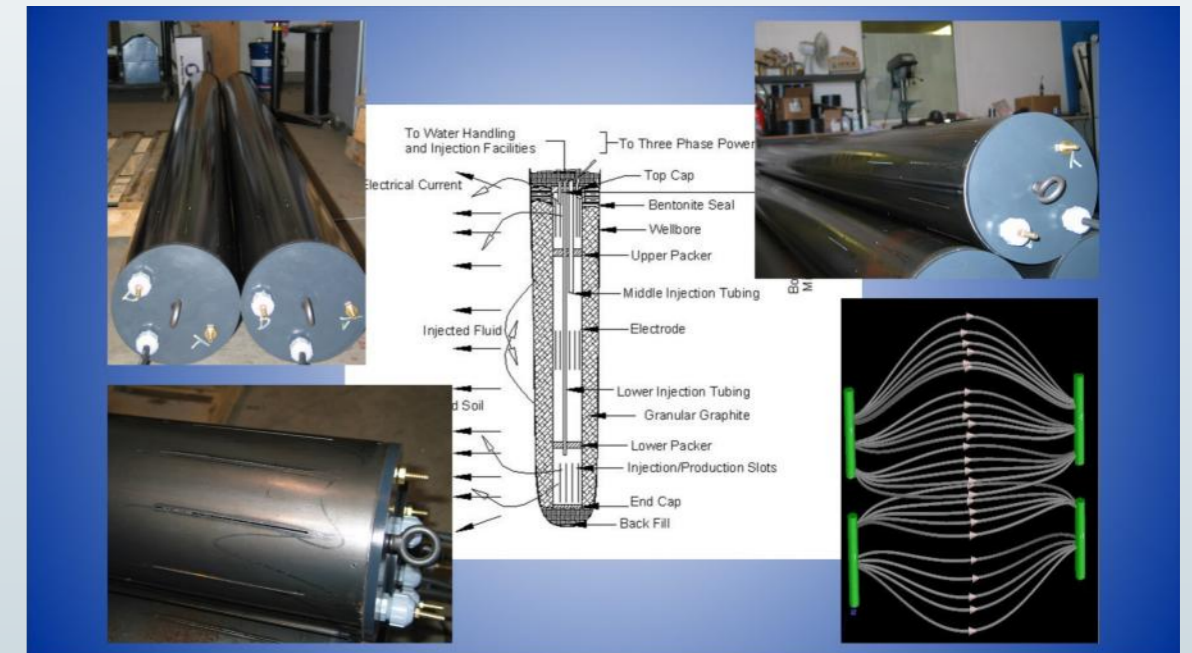 To Water Handling
and Injection Facilities
To Three Phase Power
Electrical Current
Top Cap
Bentonite Seal
Wellbore
Upper Packer
Middle Injection Tubing
Injected Fluid
Electrode
Lower Injection Tubing
d Soil
Granular Graphite
Lower Packer
Injection/Production Slots
End Cap
Back Fill
Bo
M